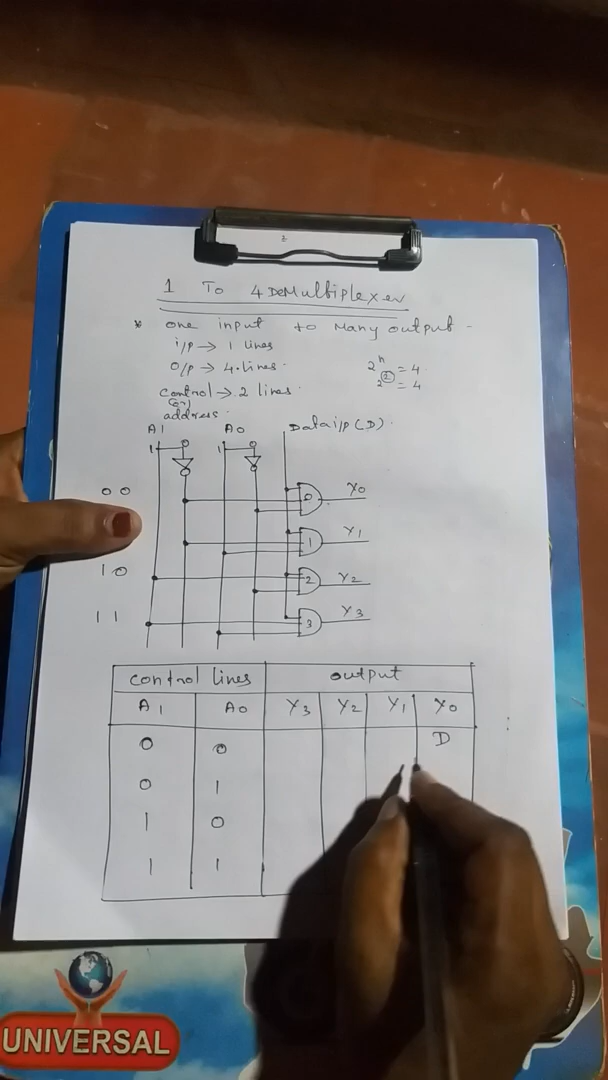 1 To 4 DeMultiplexer
* one input to Many output -
i/p → 1 lines
o/p → 4 lines.
2^n = 4
2^② = 4
control → 2 lines.
(or)
address.
A1 A0 Data i/p (D).
1 1
0 0
Y0
0
Y1
1
1 0
Y2
2
1 1
Y3
3
control lines output
A1 A0 Y3 Y2 Y1 Y0
0 0 D
0 1
1 0
1 1
UNIVERSAL